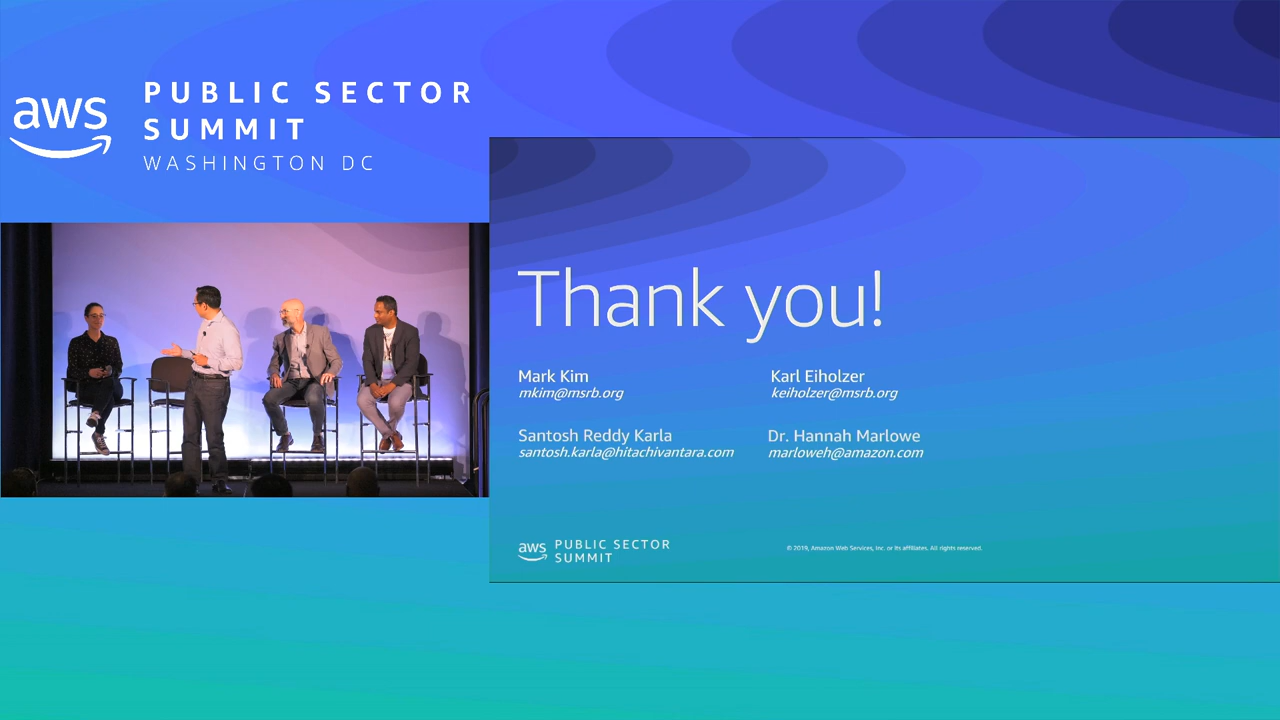 aws
PUBLIC SECTOR
SUMMIT
WASHINGTON DC
Thank you!
Mark Kim
mkim@msrb.org
Karl Eiholzer
keiholzer@msrb.org
Santosh Reddy Karla
santosh.karla@hitachivantara.com
Dr. Hannah Marlowe
marloweh@amazon.com
aws
PUBLIC SECTOR
SUMMIT
© 2019, Amazon Web Services, Inc. or its affiliates. All rights reserved.